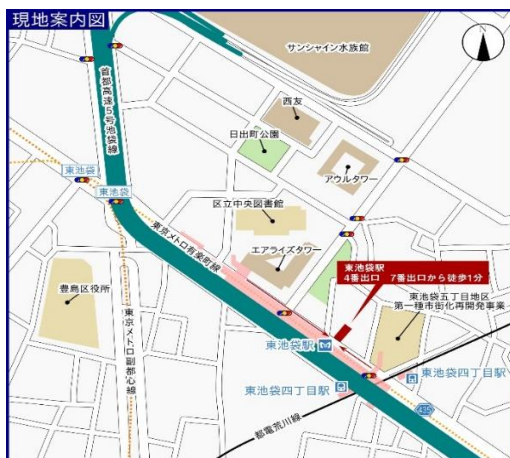 現地案内図
サンシャイン水族館
首都高速5号池袋線
西友
日出町公園
アウルタワー
東池袋
東池袋
区立中央図書館
東京メトロ有楽町線
エアライズタワー
東池袋駅
4番出口 7番出口から徒歩1分
豊島区役所
東池袋五丁目地区
第一種市街化再開発事業
東京メトロ副都心線
東池袋駅
東池袋四丁目駅
東池袋四丁目駅
435
都電荒川線